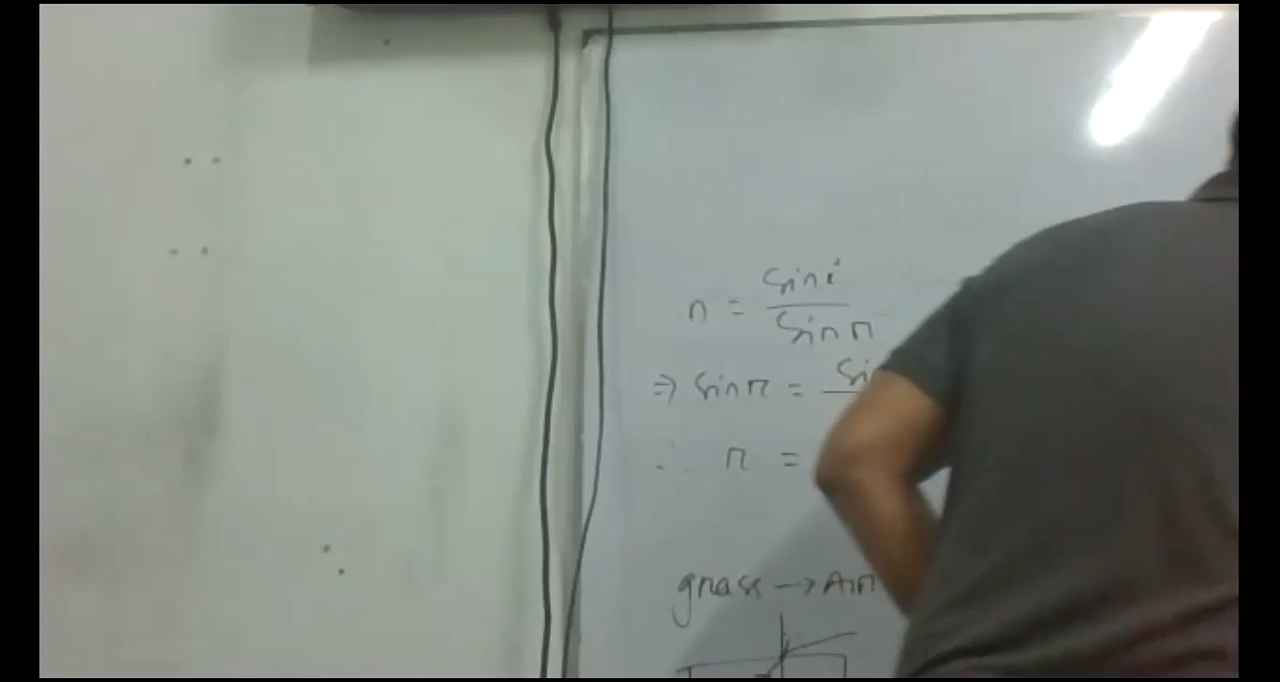 n = sin i / sin r
⇒ sin r = si
∴ r =
grass → Air